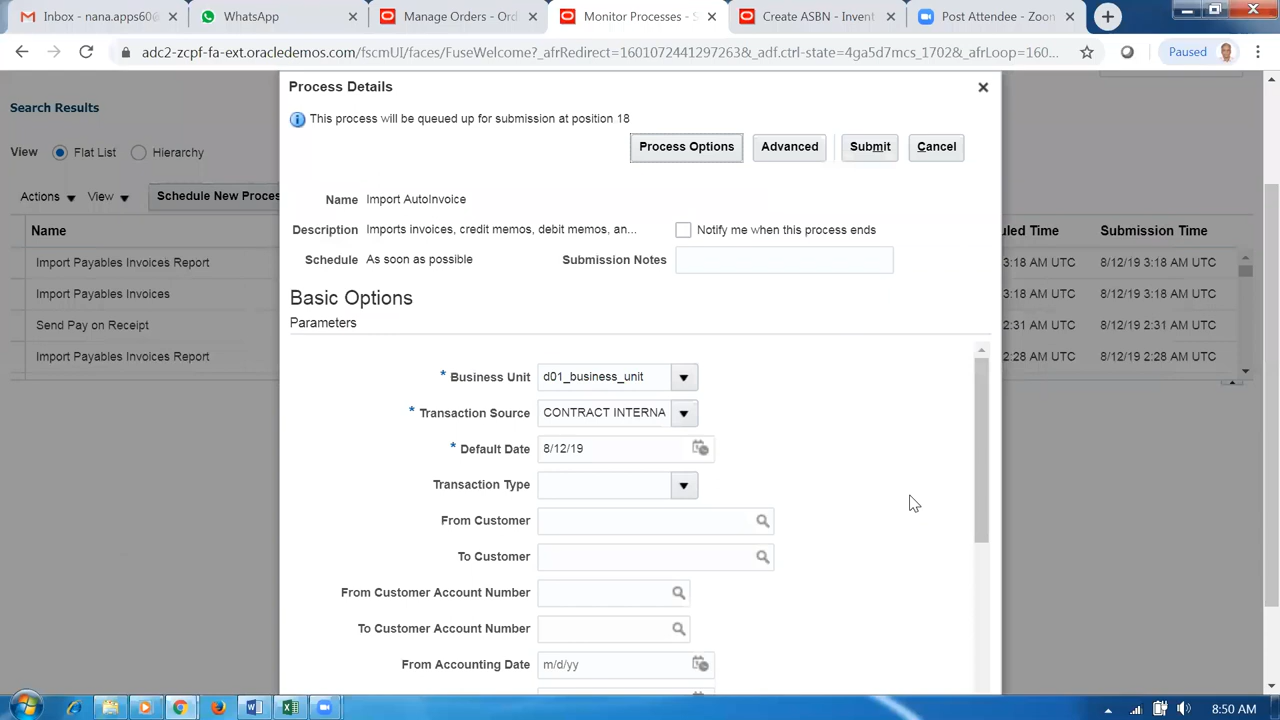 nana.apps60@
WhatsApp
Manage Orders
Monitor Processes - S
Create ASBN - Invent
Post Attendee - Zoom
adc2-zcpf-fa-ext.oracledemos.com/fscmUI/faces/FuseWelcome?_afrRedirect=16010724412972​63&_adf.ctrl-state=4ga5d7mcs_1702&_afrLoop=160...
Paused
Process Details
This process will be queued up for submission at position 18
Process Options
Advanced
Submit
Cancel
Name Import AutoInvoice
Description Imports invoices, credit memos, debit memos, an...
Notify me when this process ends
Schedule As soon as possible
Submission Notes
Basic Options
Parameters
* Business Unit d01_business_unit
* Transaction Source CONTRACT INTERNA
* Default Date 8/12/19
Transaction Type
From Customer
To Customer
From Customer Account Number
To Customer Account Number
From Accounting Date m/d/yy
Search Results
View Flat List Hierarchy
Actions View Schedule New Proces
Name uled Time Submission Time
Import Payables Invoices Report 3:18 AM UTC 8/12/19 3:18 AM UTC
Import Payables Invoices 3:18 AM UTC 8/12/19 3:18 AM UTC
Send Pay on Receipt 2:31 AM UTC 8/12/19 2:31 AM UTC
Import Payables Invoices Report 2:28 AM UTC 8/12/19 2:28 AM UTC
8:50 AM